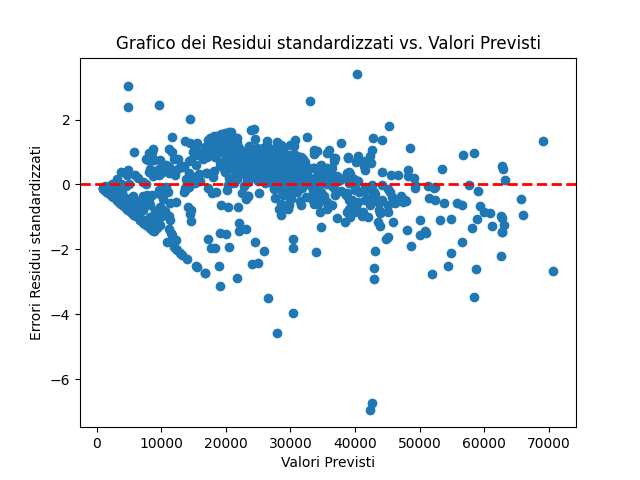 Grafico dei Residui standardizzati vs. Valori Previsti
Errori Residui standardizzati
2
0
−2
−4
−6
0 10000 20000 30000 40000 50000 60000 70000
Valori Previsti